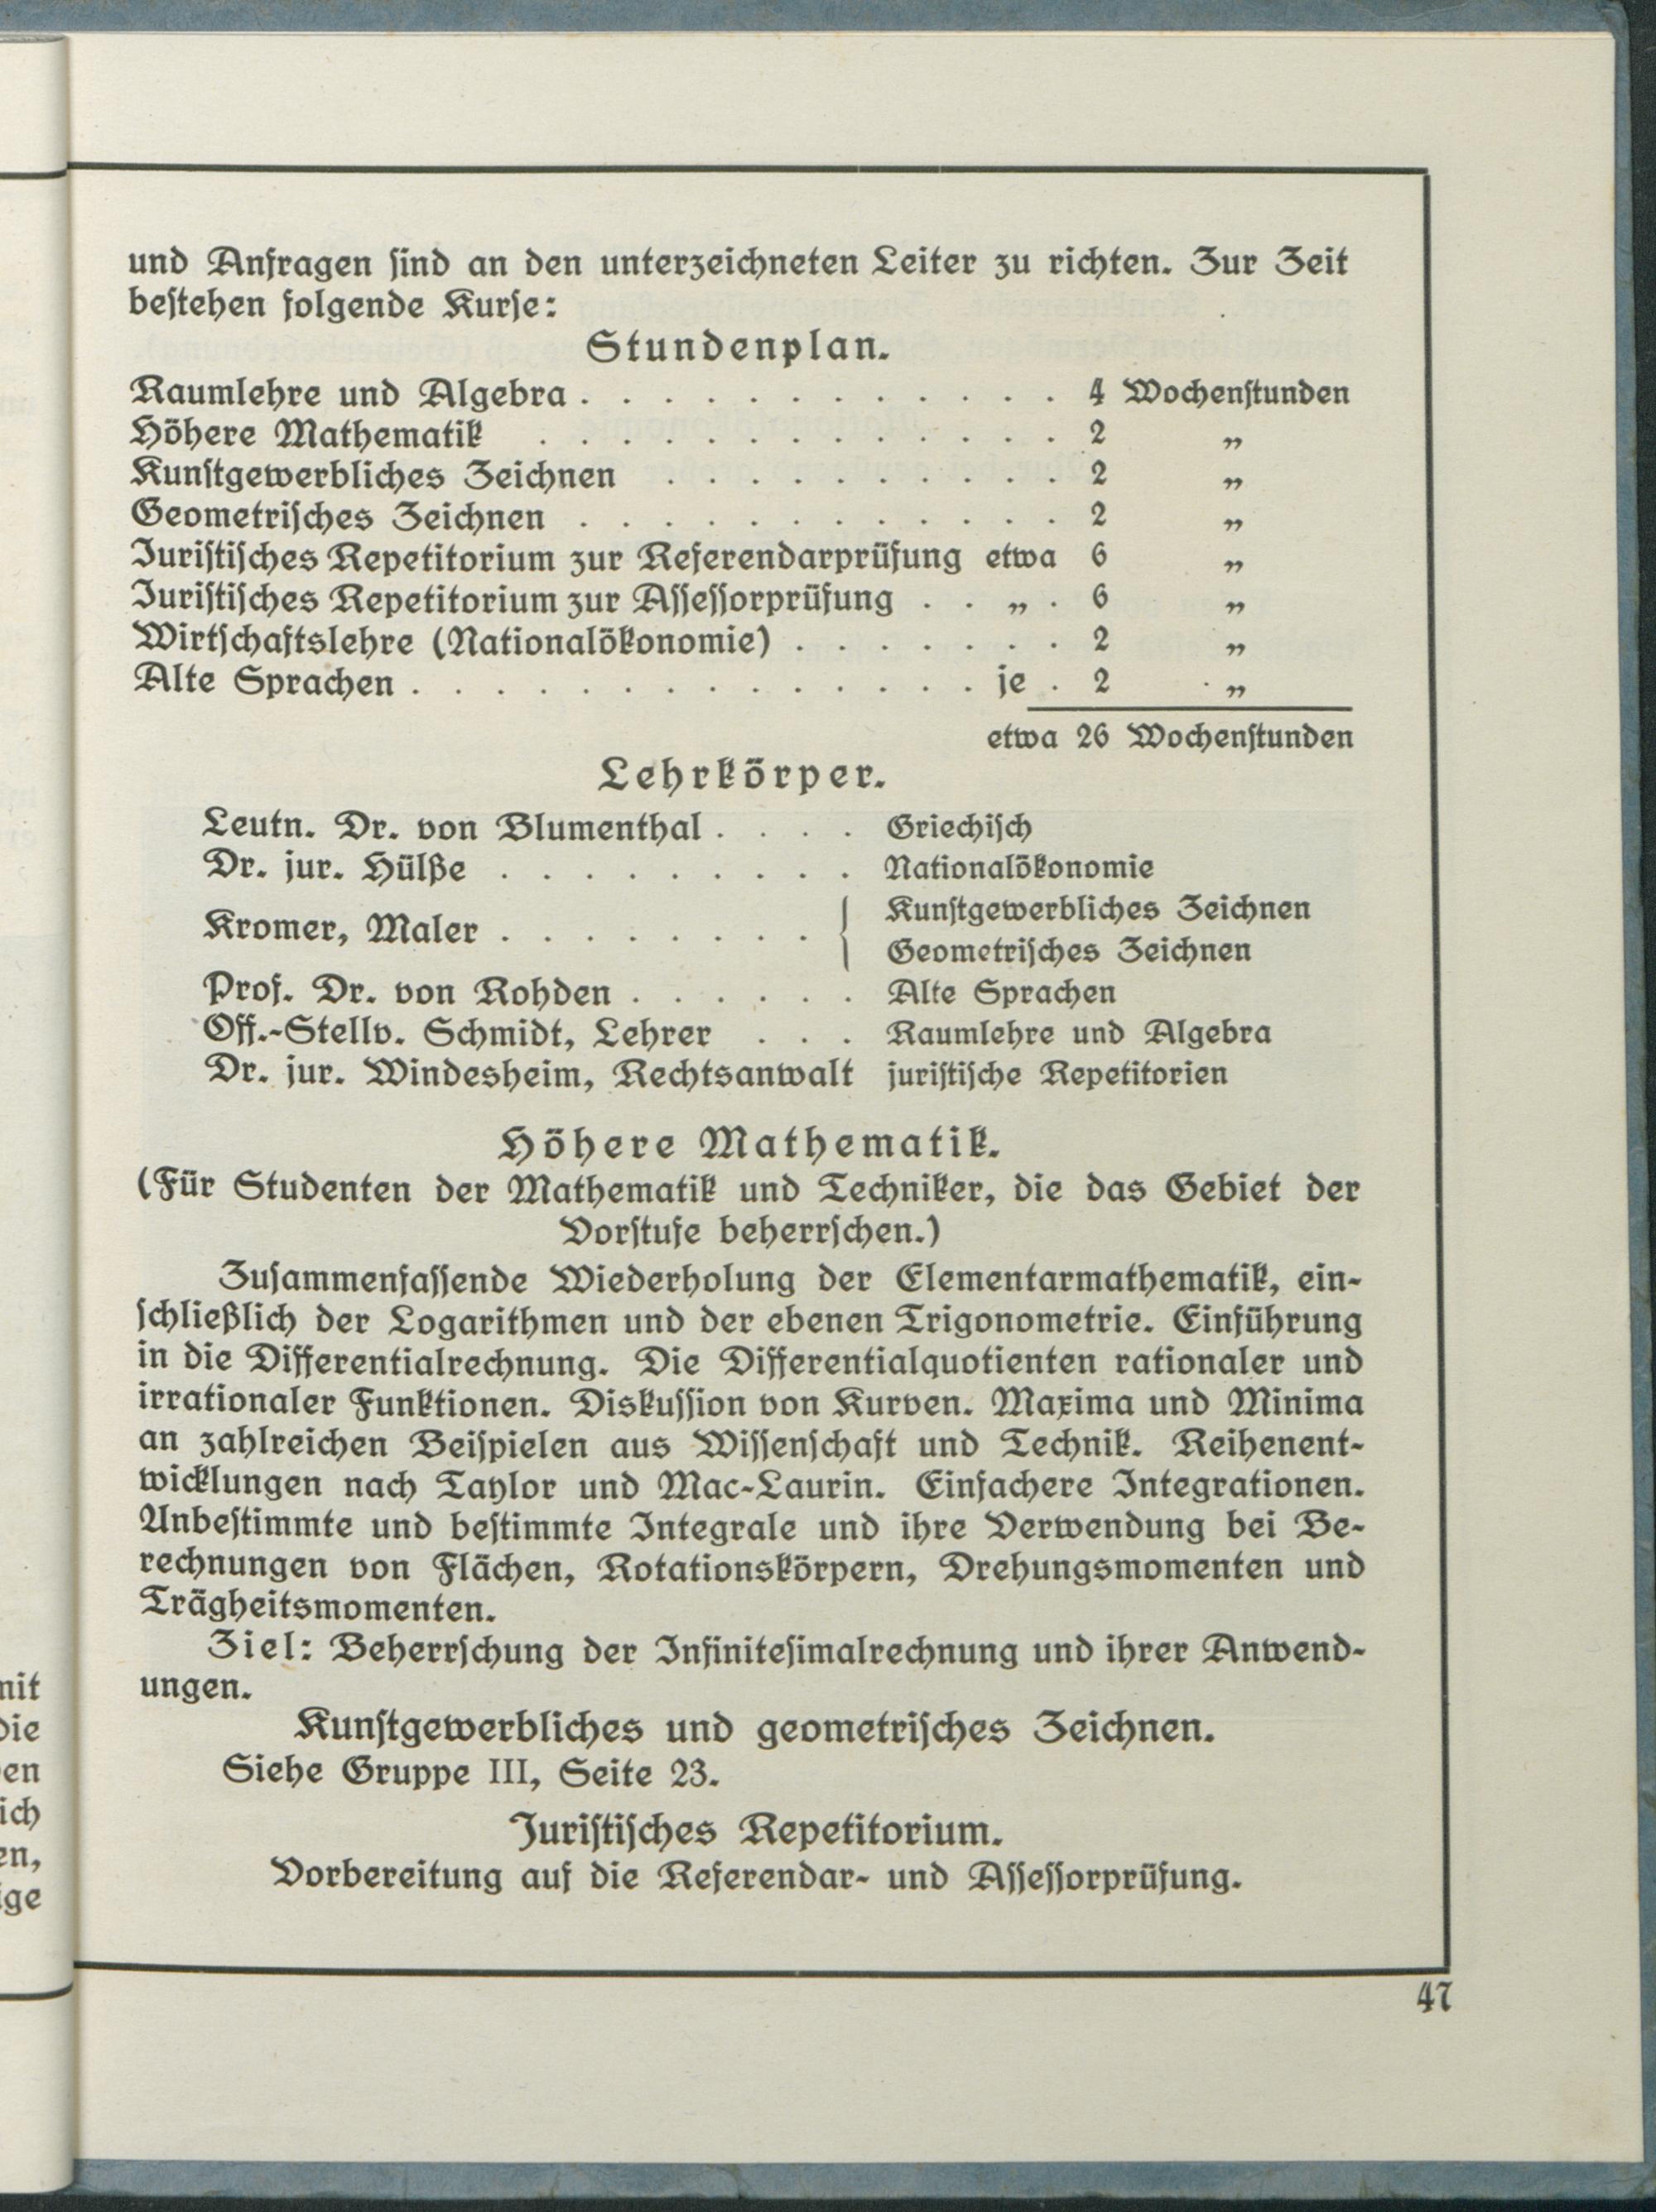 und Anfragen sind an den unterzeichneten Leiter zu richten. Zur Zeit
bestehen folgende Kurse:
Stundenplan.
Raumlehre und Algebra . . . . . . . . . . . . 4 Wochenstunden
Höhere Mathematik . . . . . . . . . . . . . 2 „
Kunstgewerbliches Zeichnen . . . . . . . . . . 2 „
Geometrisches Zeichnen . . . . . . . . . . . . 2 „
Juristisches Repetitorium zur Referendarprüfung etwa 6 „
Juristisches Repetitorium zur Assessorprüfung . . „ . 6 „
Wirtschaftslehre (Nationalökonomie) . . . . . . . 2 „
Alte Sprachen . . . . . . . . . . . . . . je . 2 „
etwa 26 Wochenstunden
Lehrkörper.
Leutn. Dr. von Blumenthal . . . . Griechisch
Dr. jur. Hülße . . . . . . . . . Nationalökonomie
Kromer, Maler . . . . . . . . { Kunstgewerbliches Zeichnen
Geometrisches Zeichnen
Prof. Dr. von Rohden . . . . . . Alte Sprachen
Off.-Stellv. Schmidt, Lehrer . . . Raumlehre und Algebra
Dr. jur. Windesheim, Rechtsanwalt juristische Repetitorien
Höhere Mathematik.
(Für Studenten der Mathematik und Techniker, die das Gebiet der
Vorstufe beherrschen.)
Zusammenfassende Wiederholung der Elementarmathematik, ein-
schließlich der Logarithmen und der ebenen Trigonometrie. Einführung
in die Differentialrechnung. Die Differentialquotienten rationaler und
irrationaler Funktionen. Diskussion von Kurven. Maxima und Minima
an zahlreichen Beispielen aus Wissenschaft und Technik. Reihenent-
wicklungen nach Taylor und Mac-Laurin. Einfachere Integrationen.
Unbestimmte und bestimmte Integrale und ihre Verwendung bei Be-
rechnungen von Flächen, Rotationskörpern, Drehungsmomenten und
Trägheitsmomenten.
Ziel: Beherrschung der Infinitesimalrechnung und ihrer Anwend-
ungen.
Kunstgewerbliches und geometrisches Zeichnen.
Siehe Gruppe III, Seite 23.
Juristisches Repetitorium.
Vorbereitung auf die Referendar- und Assessorprüfung.
47